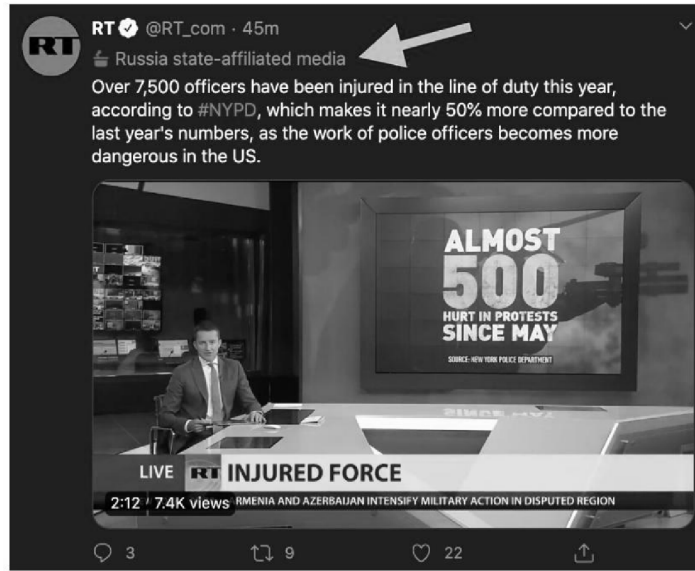 RT @RT_com · 45m
RT
Russia state-affiliated media
Over 7,500 officers have been injured in the line of duty this year,
according to #NYPD, which makes it nearly 50% more compared to the
last year's numbers, as the work of police officers becomes more
dangerous in the US.
ALMOST
500
HURT IN PROTESTS
SINCE MAY
SOURCE: NEW YORK POLICE DEPARTMENT
LIVE RT INJURED FORCE
2:12 7.4K views RMENIA AND AZERBAIJAN INTENSIFY MILITARY ACTION IN DISPUTED REGION
3 9 22